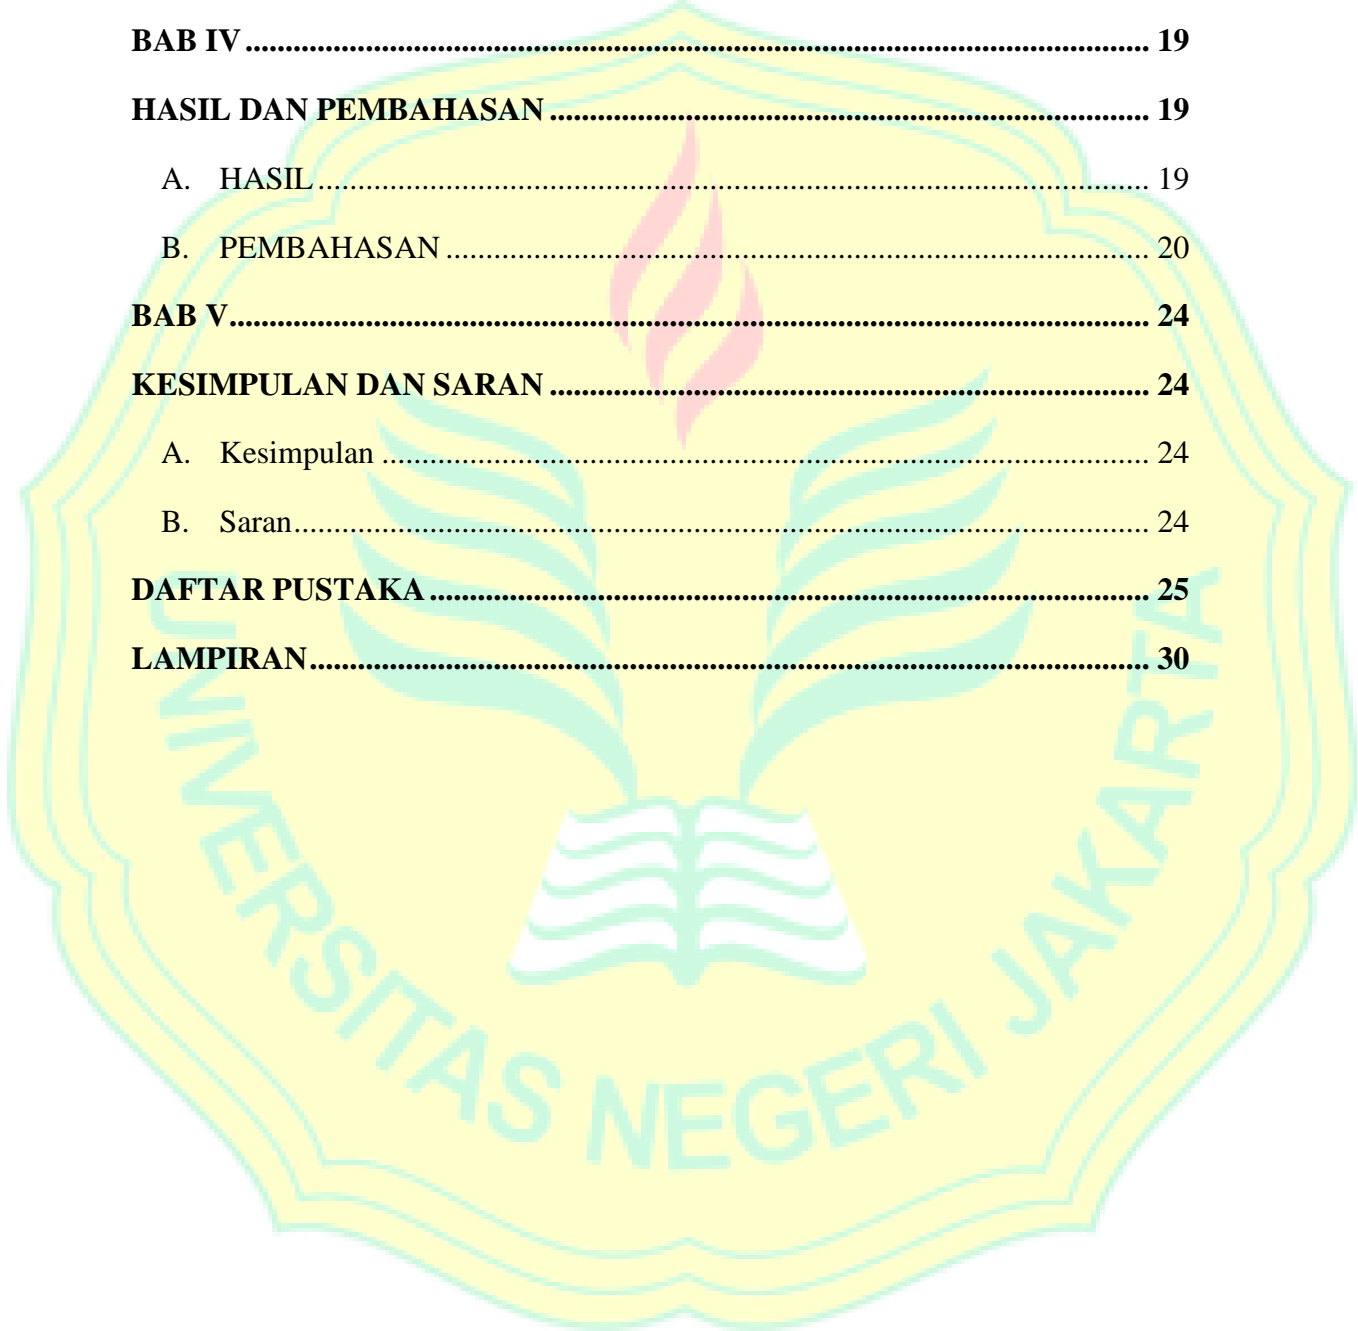 BAB IV ........................................................................................................ 19
HASIL DAN PEMBAHASAN ........................................................................................................ 19
A. HASIL ........................................................................................................ 19
B. PEMBAHASAN ........................................................................................................ 20
BAB V ........................................................................................................ 24
KESIMPULAN DAN SARAN ........................................................................................................ 24
A. Kesimpulan ........................................................................................................ 24
B. Saran ........................................................................................................ 24
DAFTAR PUSTAKA ........................................................................................................ 25
LAMPIRAN ........................................................................................................ 30
UNIVERSITAS NEGERI JAKARTA